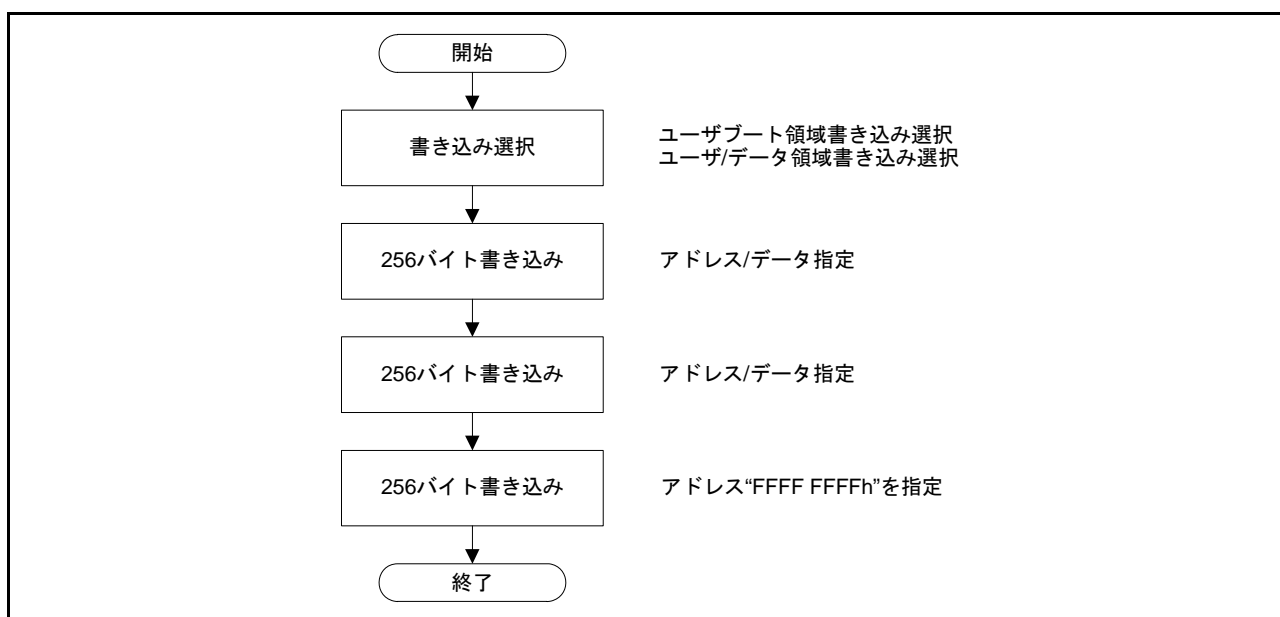 開始
書き込み選択
ユーザブート領域書き込み選択
ユーザ/データ領域書き込み選択
256バイト書き込み
アドレス/データ指定
256バイト書き込み
アドレス/データ指定
256バイト書き込み
アドレス“FFFF FFFFh”を指定
終了